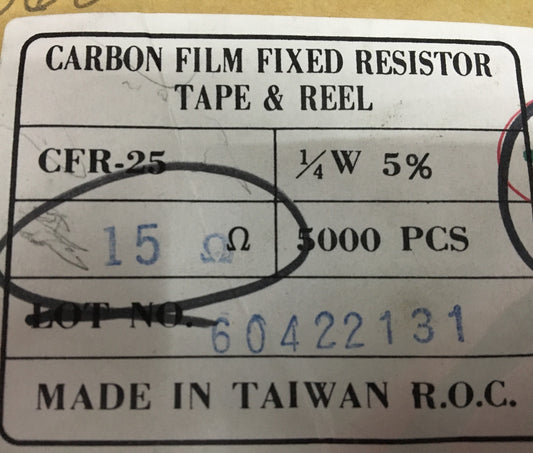 CARBON FILM FIXED RESISTOR
TAPE & REEL
CFR-25 ¼W 5%
15 Ω Ω 5000 PCS
LOT NO. 60422131
MADE IN TAIWAN R.O.C.